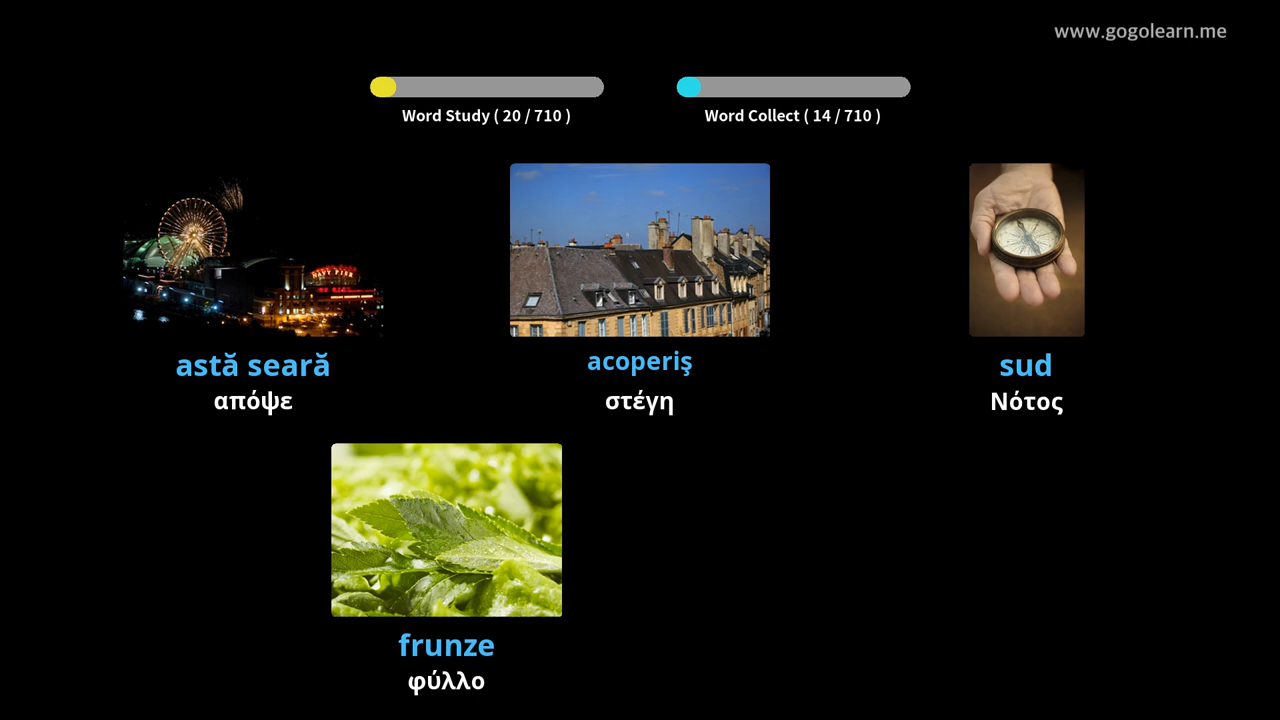 www.gogolearn.me
Word Study ( 20 / 710 )
Word Collect ( 14 / 710 )
astă seară
απόψε
acoperiş
στέγη
sud
Νότος
frunze
φύλλο